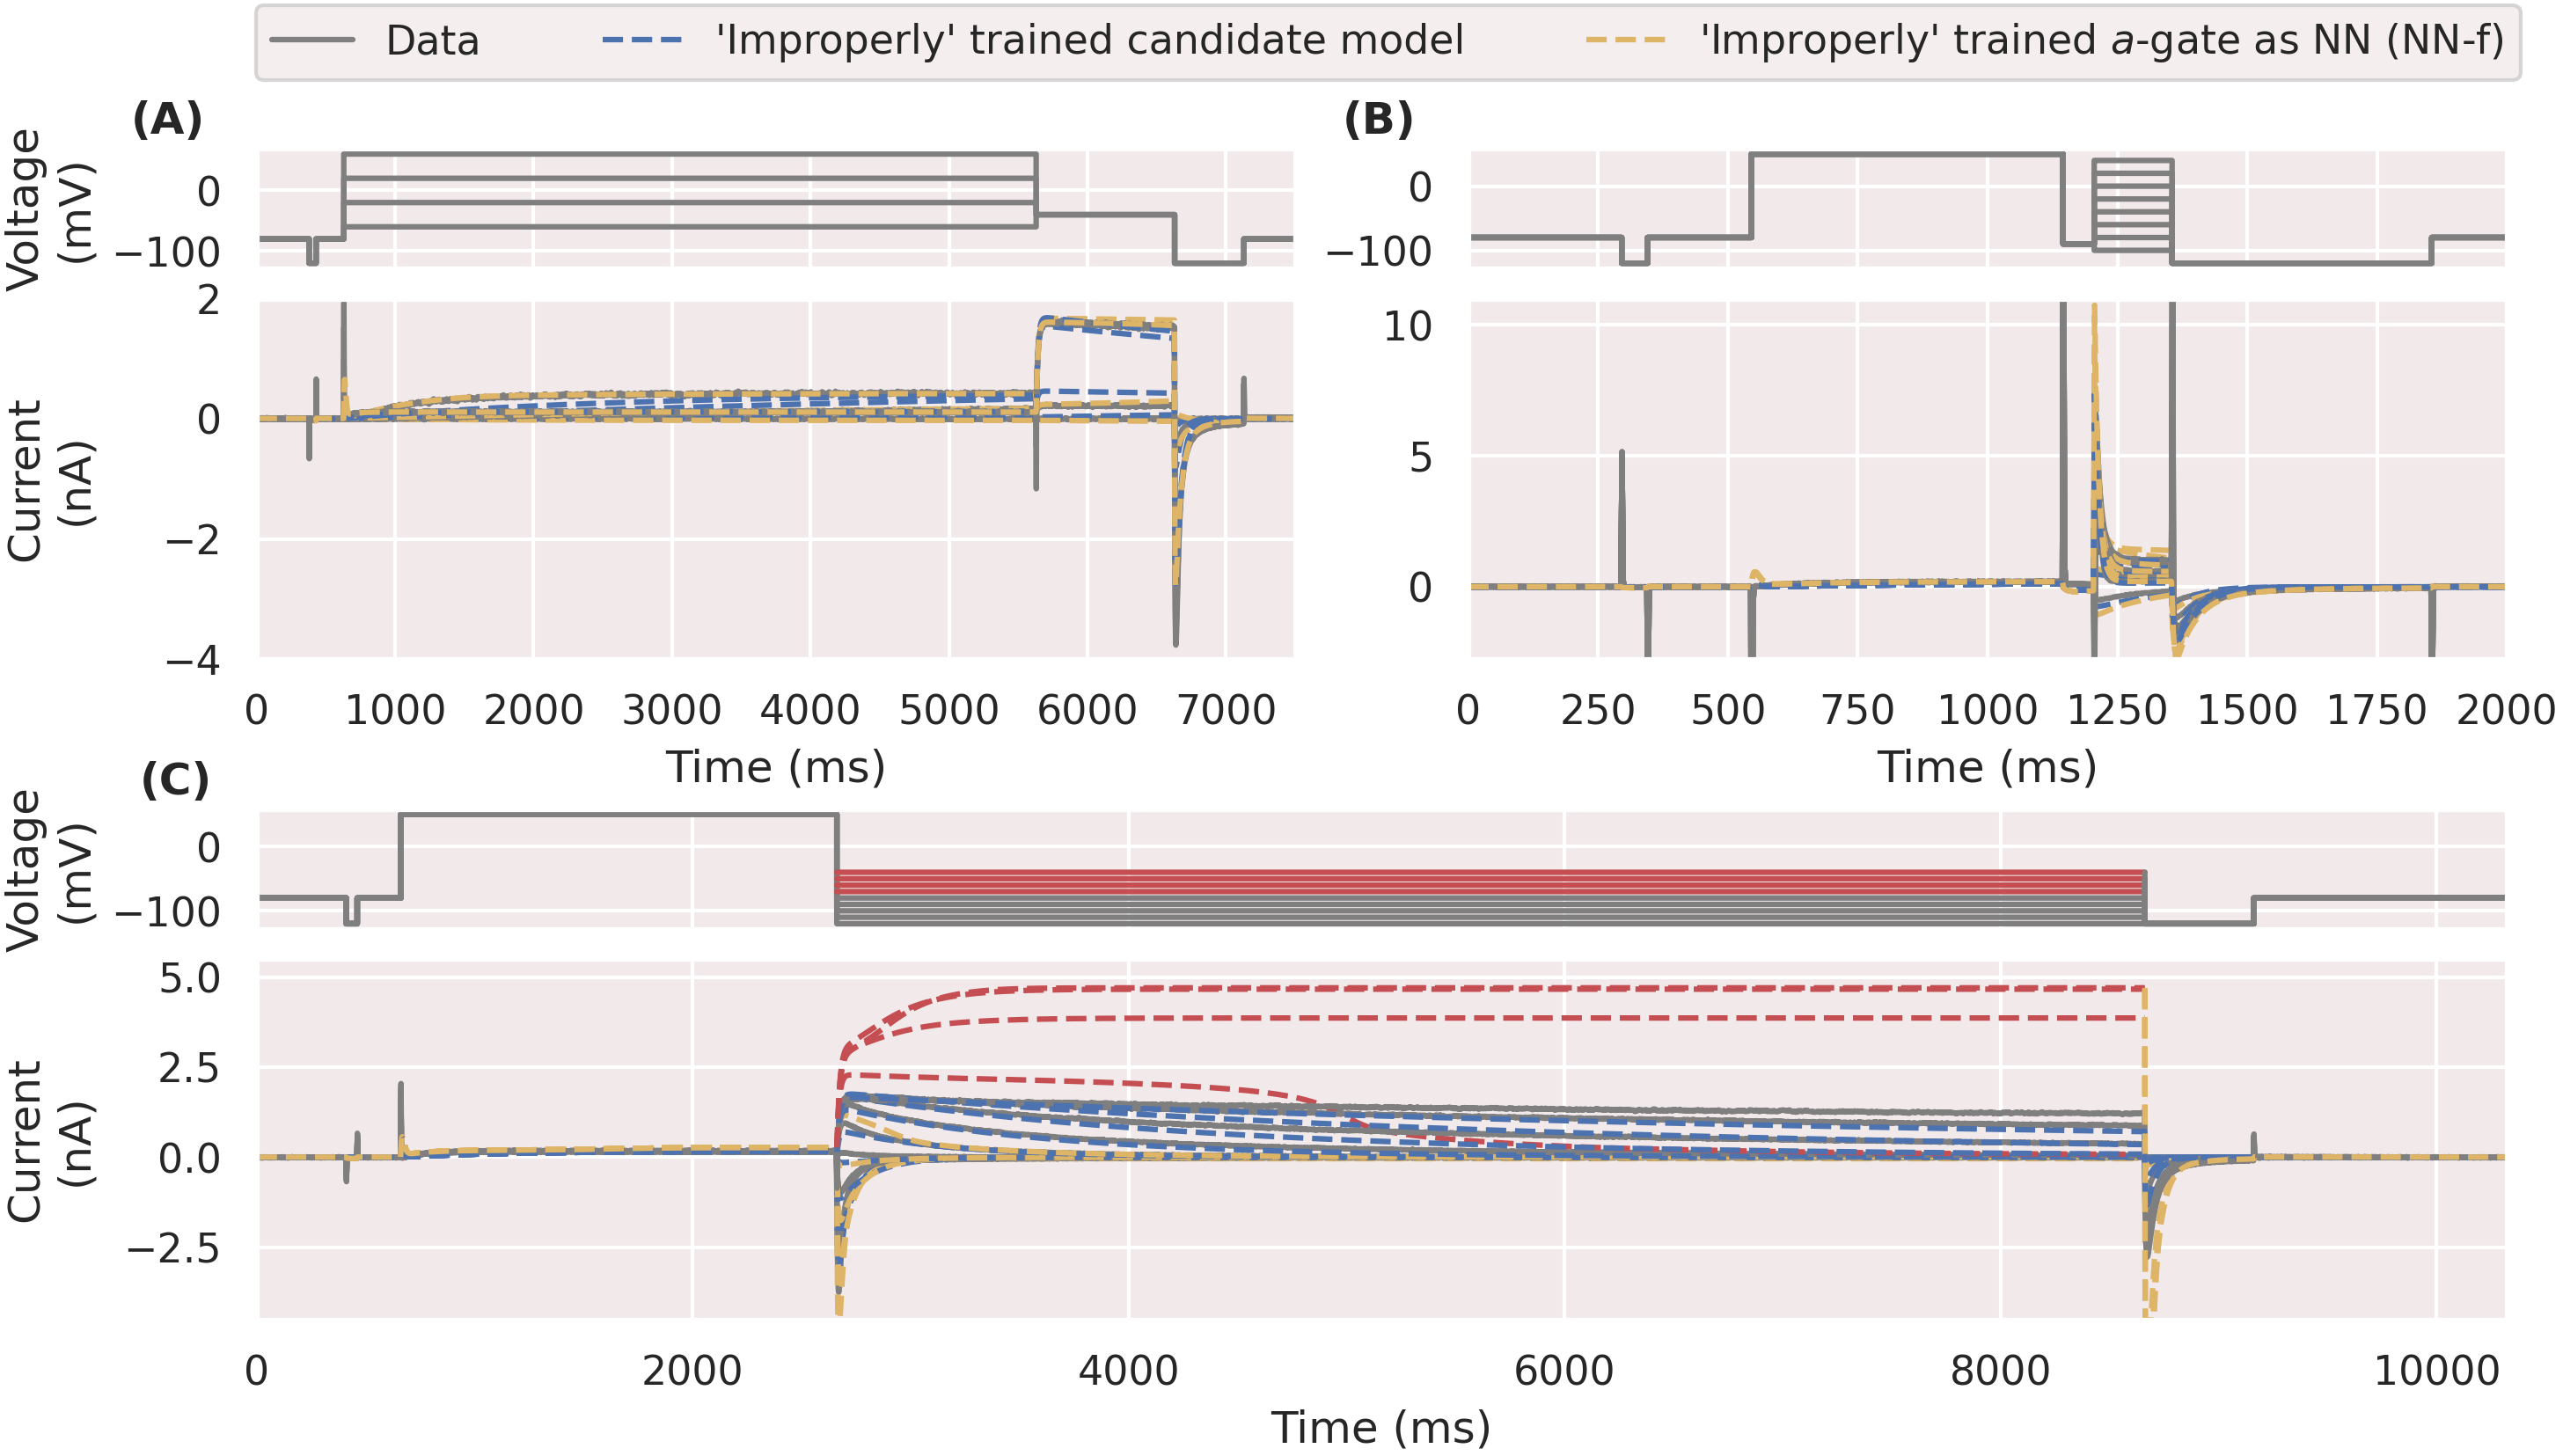 Data 'Improperly' trained candidate model 'Improperly' trained a-gate as NN (NN-f)
(A)
Voltage
(mV)
0
−100
Current
(nA)
2
0
−2
−4
0 1000 2000 3000 4000 5000 6000 7000
Time (ms)
(B)
0
−100
10
5
0
0 250 500 750 1000 1250 1500 1750 2000
Time (ms)
(C)
Voltage
(mV)
0
−100
Current
(nA)
5.0
2.5
0.0
−2.5
0 2000 4000 6000 8000 10000
Time (ms)